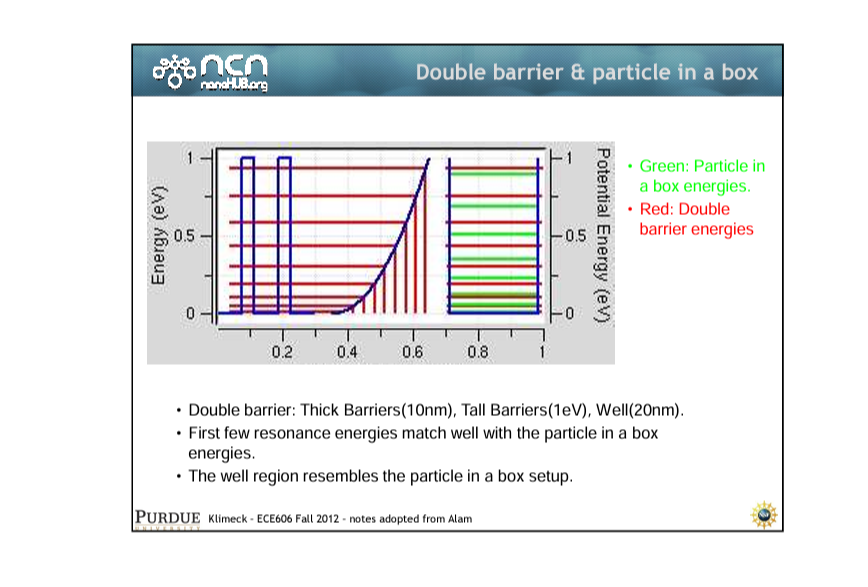 ncn
nanoHUB.org
Double barrier & particle in a box
Energy (eV)
1
0.5
0
0.2
0.4
0.6
0.8
1
1
0.5
0
Potential Energy (eV)
• Green: Particle in
a box energies.
• Red: Double
barrier energies
• Double barrier: Thick Barriers(10nm), Tall Barriers(1eV), Well(20nm).
• First few resonance energies match well with the particle in a box
energies.
• The well region resembles the particle in a box setup.
PURDUE
UNIVERSITY
Klimeck - ECE606 Fall 2012 - notes adopted from Alam